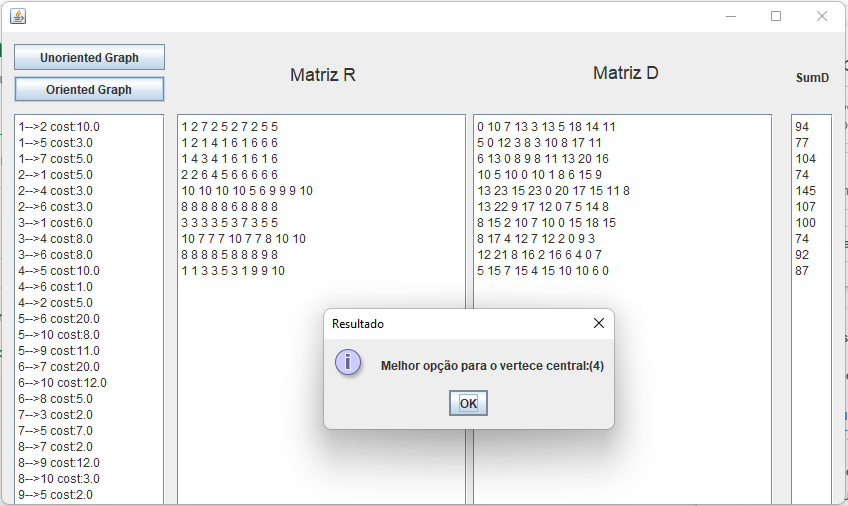 Unoriented Graph
Oriented Graph
Matriz R
Matriz D
SumD
1-->2 cost:10.0
1-->5 cost:3.0
1-->7 cost:5.0
2-->1 cost:5.0
2-->4 cost:3.0
2-->6 cost:3.0
3-->1 cost:6.0
3-->4 cost:8.0
3-->6 cost:8.0
4-->5 cost:10.0
4-->6 cost:1.0
4-->2 cost:5.0
5-->6 cost:20.0
5-->10 cost:8.0
5-->9 cost:11.0
6-->7 cost:20.0
6-->10 cost:12.0
6-->8 cost:5.0
7-->3 cost:2.0
7-->5 cost:7.0
8-->7 cost:2.0
8-->9 cost:12.0
8-->10 cost:3.0
9-->5 cost:2.0
1 2 7 2 5 2 7 2 5 5
1 2 1 4 1 6 1 6 6 6
1 4 3 4 1 6 1 6 1 6
2 2 6 4 5 6 6 6 6 6
10 10 10 10 5 6 9 9 9 10
8 8 8 8 8 6 8 8 8 8
3 3 3 3 5 3 7 3 5 5
10 7 7 7 10 7 7 8 10 10
8 8 8 8 5 8 8 8 9 8
1 1 3 3 5 3 1 9 9 10
0 10 7 13 3 13 5 18 14 11
5 0 12 3 8 3 10 8 17 11
6 13 0 8 9 8 11 13 20 16
10 5 10 0 10 1 8 6 15 9
13 23 15 23 0 20 17 15 11 8
13 22 9 17 12 0 7 5 14 8
8 15 2 10 7 10 0 15 18 15
8 17 4 12 7 12 2 0 9 3
12 21 8 16 2 16 6 4 0 7
5 15 7 15 4 15 10 10 6 0
94
77
104
74
145
107
100
74
92
87
Resultado
Melhor opção para o vertece central:(4)
OK